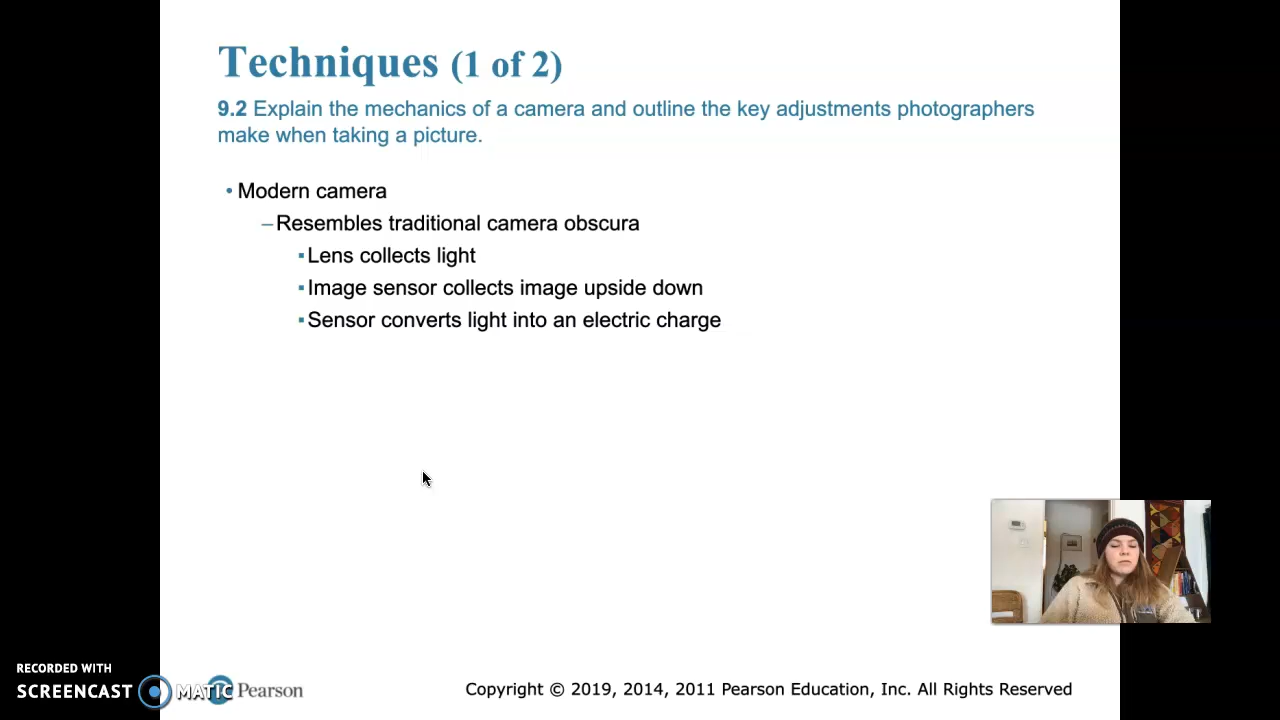 Techniques (1 of 2)
9.2 Explain the mechanics of a camera and outline the key adjustments photographers
make when taking a picture.
• Modern camera
–Resembles traditional camera obscura
▪Lens collects light
▪Image sensor collects image upside down
▪Sensor converts light into an electric charge
RECORDED WITH
SCREENCAST MATIC
Pearson
Copyright © 2019, 2014, 2011 Pearson Education, Inc. All Rights Reserved